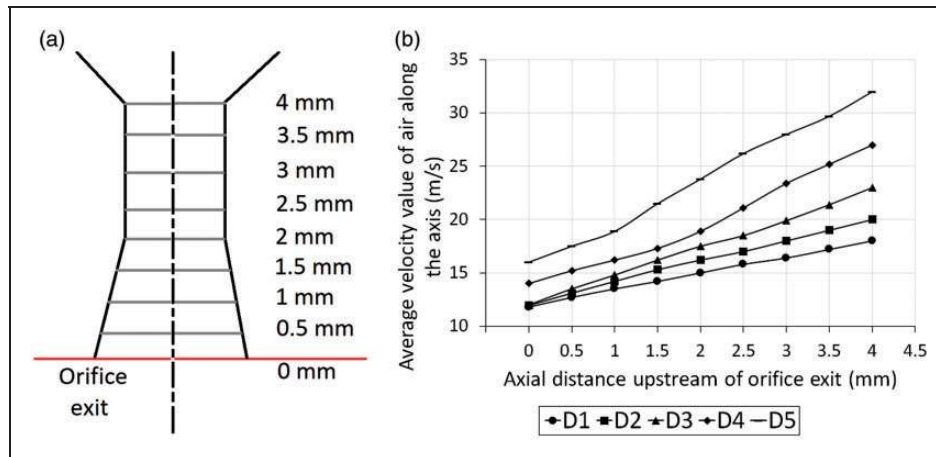 (a)
4 mm
3.5 mm
3 mm
2.5 mm
2 mm
1.5 mm
1 mm
0.5 mm
0 mm
Orifice
exit
(b)
Average velocity value of air along
the axis (m/s)
35
30
25
20
15
10
0 0.5 1 1.5 2 2.5 3 3.5 4 4.5
Axial distance upstream of orifice exit (mm)
D1 D2 D3 D4 D5